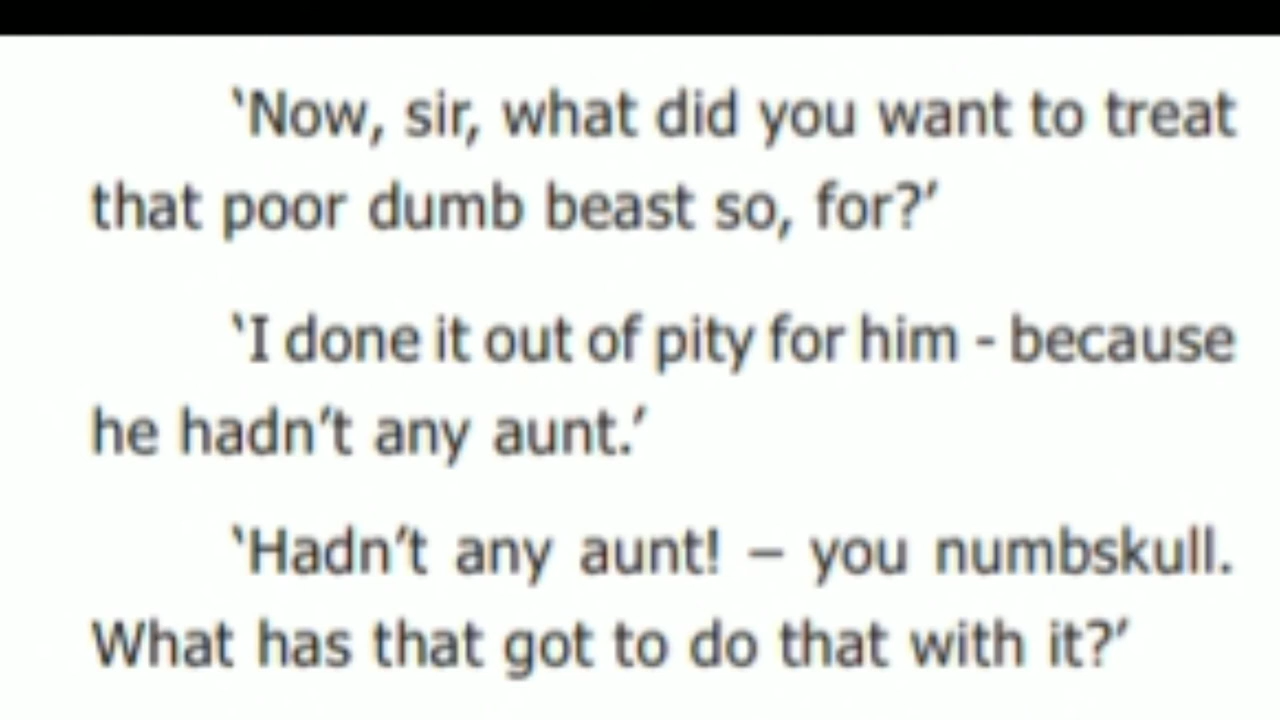 ‘Now, sir, what did you want to treat
that poor dumb beast so, for?’
‘I done it out of pity for him - because
he hadn’t any aunt.’
‘Hadn’t any aunt! – you numbskull.
What has that got to do that with it?’